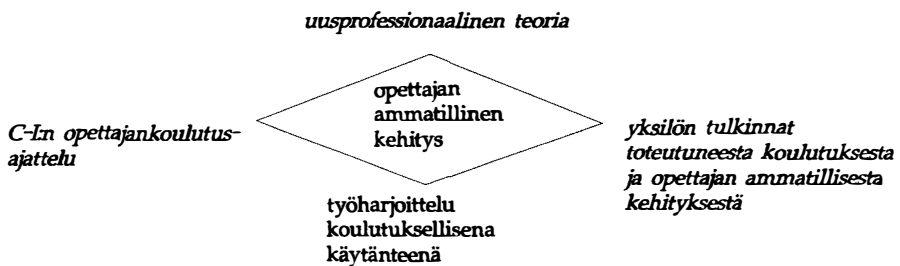 uusprofessionaalinen teoria
opettajan
ammatillinen
kehitys
C-I:n opettajankoulutus-
ajattelu
yksilön tulkinnat
toteutuneesta koulutuksesta
ja opettajan ammatillisesta
kehityksestä
työharjoittelu
koulutuksellisena
käytänteenä